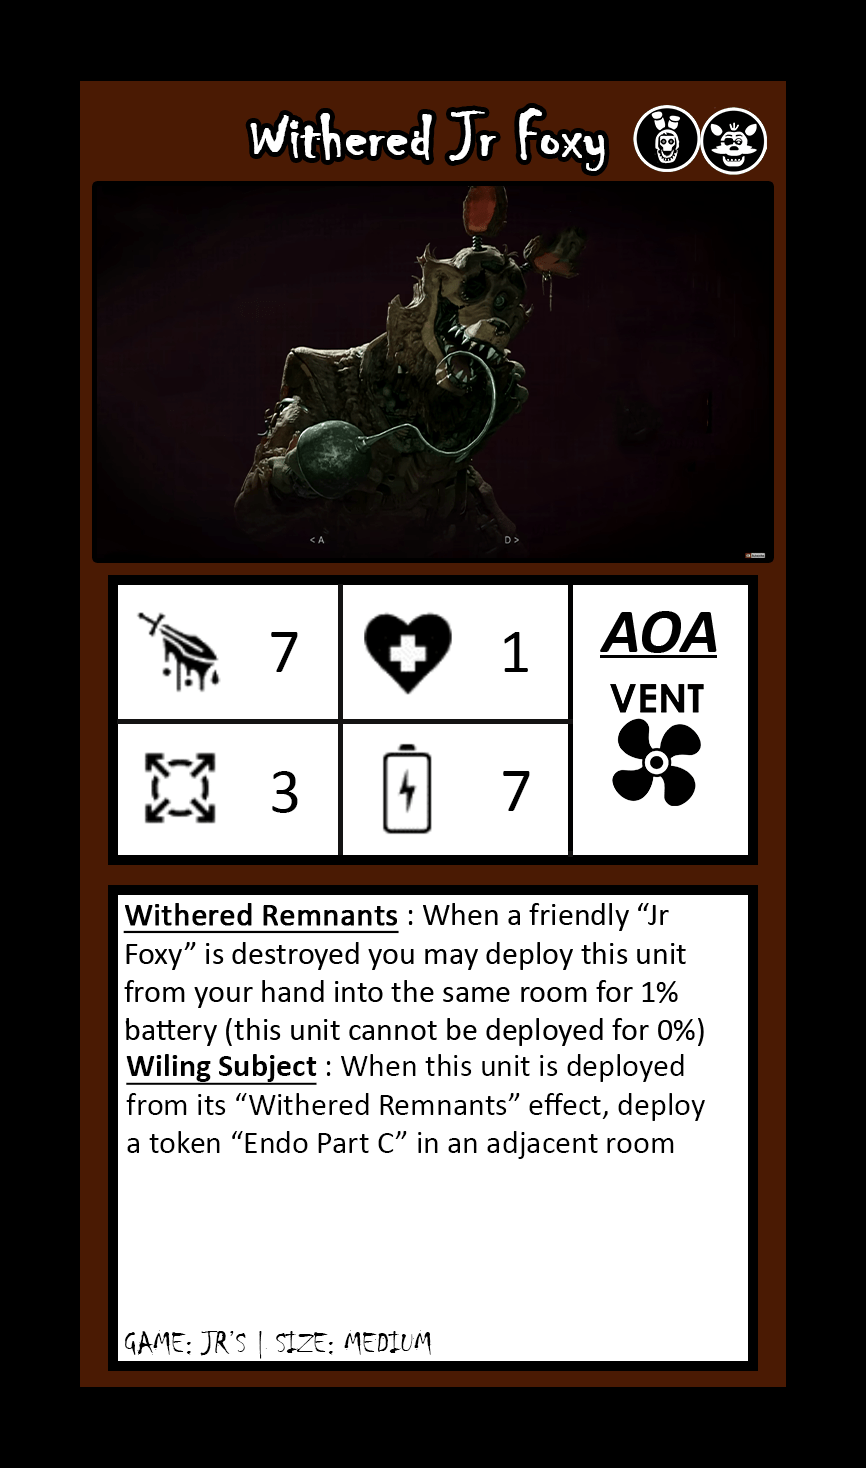 Withered Jr Foxy
< A
D >
7
1
AOA
VENT
3
7
Withered Remnants : When a friendly “Jr
Foxy” is destroyed you may deploy this unit
from your hand into the same room for 1%
battery (this unit cannot be deployed for 0%)
Wiling Subject : When this unit is deployed
from its “Withered Remnants” effect, deploy
a token “Endo Part C” in an adjacent room
GAME: JR'S | SIZE: MEDIUM